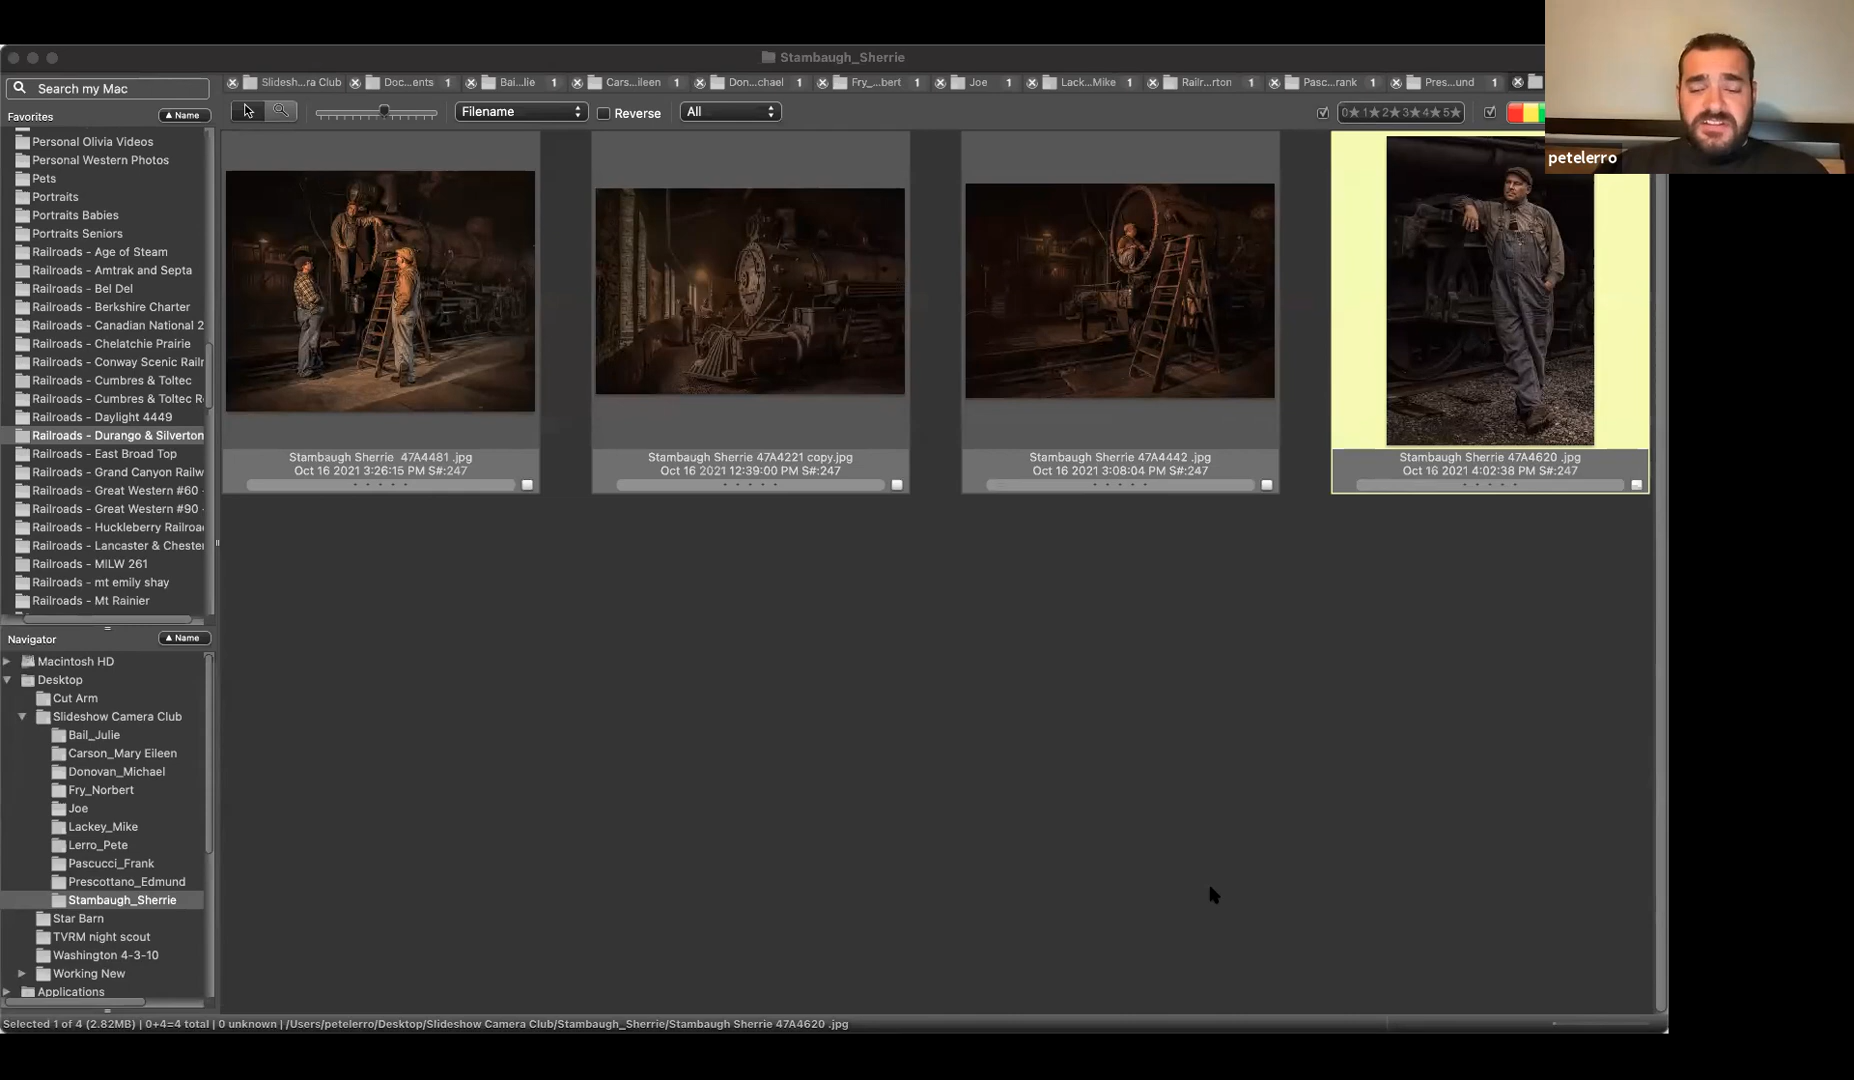 Stambaugh_Sherrie
Search my Mac
Slidesh...ra Club
Doc...ents 1
Bai...lie 1
Cars...ileen 1
Don...chael 1
Fry_...bert 1
Joe 1
Lack...Mike 1
Railr...rton 1
Pasc...rank 1
Pres...und 1
Favorites
▲ Name
Filename
Reverse
All
0★1★2★3★4★5★
petelerro
Personal Olivia Videos
Personal Western Photos
Pets
Portraits
Portraits Babies
Portraits Seniors
Railroads - Age of Steam
Railroads - Amtrak and Septa
Railroads - Bel Del
Railroads - Berkshire Charter
Railroads - Canadian National 2
Railroads - Chelatchie Prairie
Railroads - Conway Scenic Railr
Railroads - Cumbres & Toltec
Railroads - Cumbres & Toltec R
Railroads - Daylight 4449
Railroads - Durango & Silverton
Railroads - East Broad Top
Railroads - Grand Canyon Railw
Railroads - Great Western #60 -
Railroads - Great Western #90 -
Railroads - Huckleberry Railroa
Railroads - Lancaster & Chester
Railroads - MILW 261
Railroads - mt emily shay
Railroads - Mt Rainier
Navigator
▲ Name
Macintosh HD
Desktop
Cut Arm
Slideshow Camera Club
Bail_Julie
Carson_Mary Eileen
Donovan_Michael
Fry_Norbert
Joe
Lackey_Mike
Lerro_Pete
Pascucci_Frank
Prescottano_Edmund
Stambaugh_Sherrie
Star Barn
TVRM night scout
Washington 4-3-10
Working New
Applications
Stambaugh Sherrie  47A4481 .jpg
Oct 16 2021 3:26:15 PM S#:247
Stambaugh Sherrie 47A4221 copy.jpg
Oct 16 2021 12:39:00 PM S#:247
Stambaugh Sherrie 47A4442 .jpg
Oct 16 2021 3:08:04 PM S#:247
Stambaugh Sherrie 47A4620 .jpg
Oct 16 2021 4:02:38 PM S#:247
Selected 1 of 4 (2.82MB) | 0+4=4 total | 0 unknown | /Users/petelerro/Desktop/Slideshow Camera Club/Stambaugh_Sherrie/Stambaugh Sherrie 47A4620 .jpg